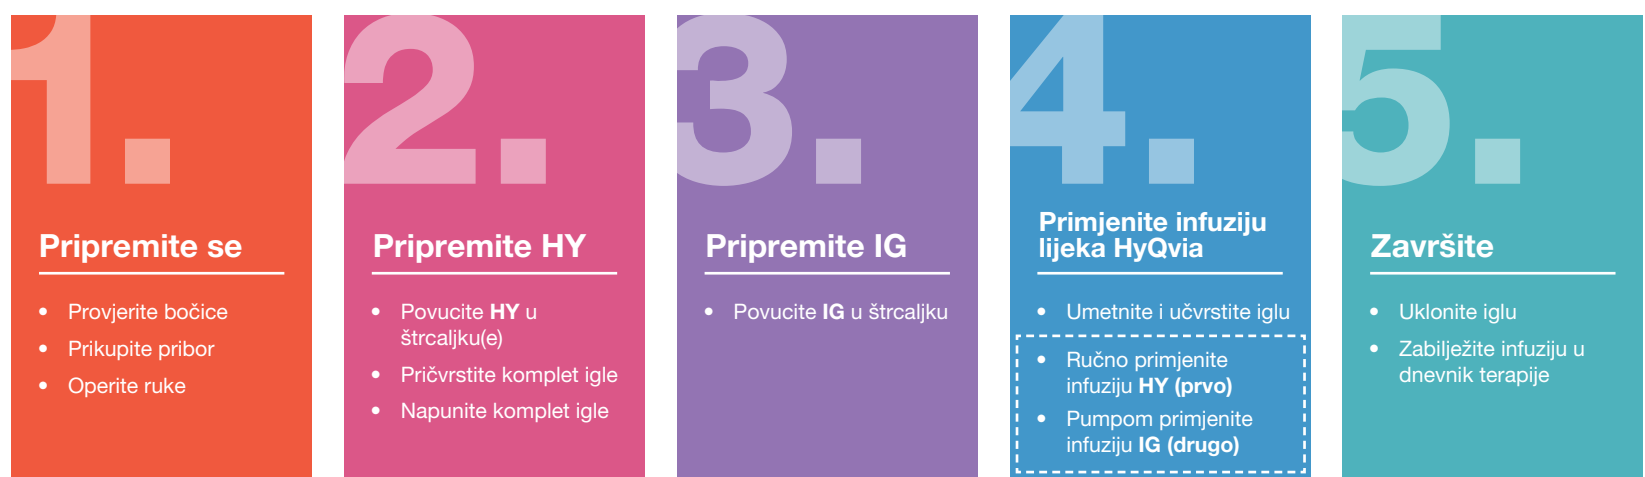 1.
Pripremite se
• Provjerite bočice
• Prikupite pribor
• Operite ruke
2.
Pripremite HY
• Povucite HY u
štrcaljku(e)
• Pričvrstite komplet igle
• Napunite komplet igle
3.
Pripremite IG
• Povucite IG u štrcaljku
4.
Primjenite infuziju
lijeka HyQvia
• Umetnite i učvrstite iglu
• Ručno primjenite
infuziju HY (prvo)
• Pumpom primjenite
infuziju IG (drugo)
5.
Završite
• Uklonite iglu
• Zabilježite infuziju u
dnevnik terapije